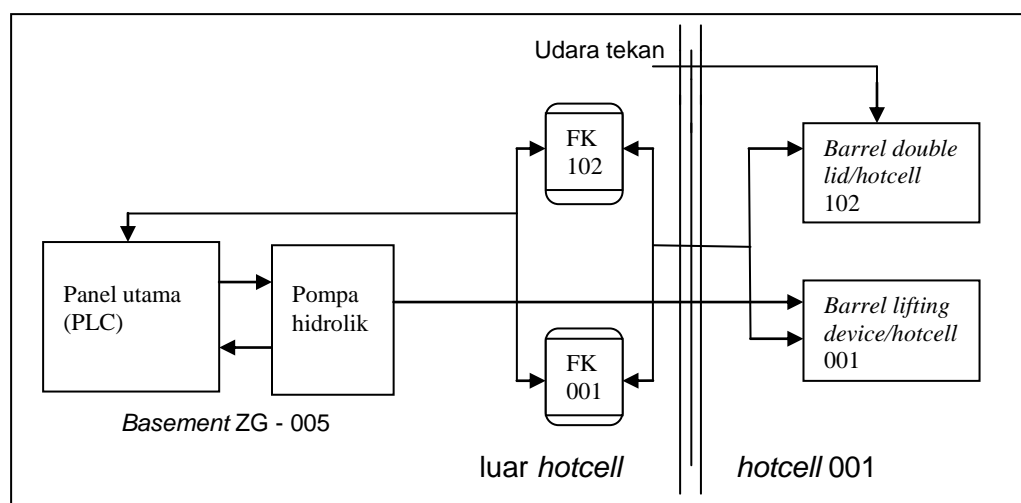 Udara tekan
FK
102
Barrel double
lid/hotcell
102
Panel utama
(PLC)
Pompa
hidrolik
Barrel lifting
device/hotcell
001
FK
001
Basement ZG - 005
luar hotcell
hotcell 001